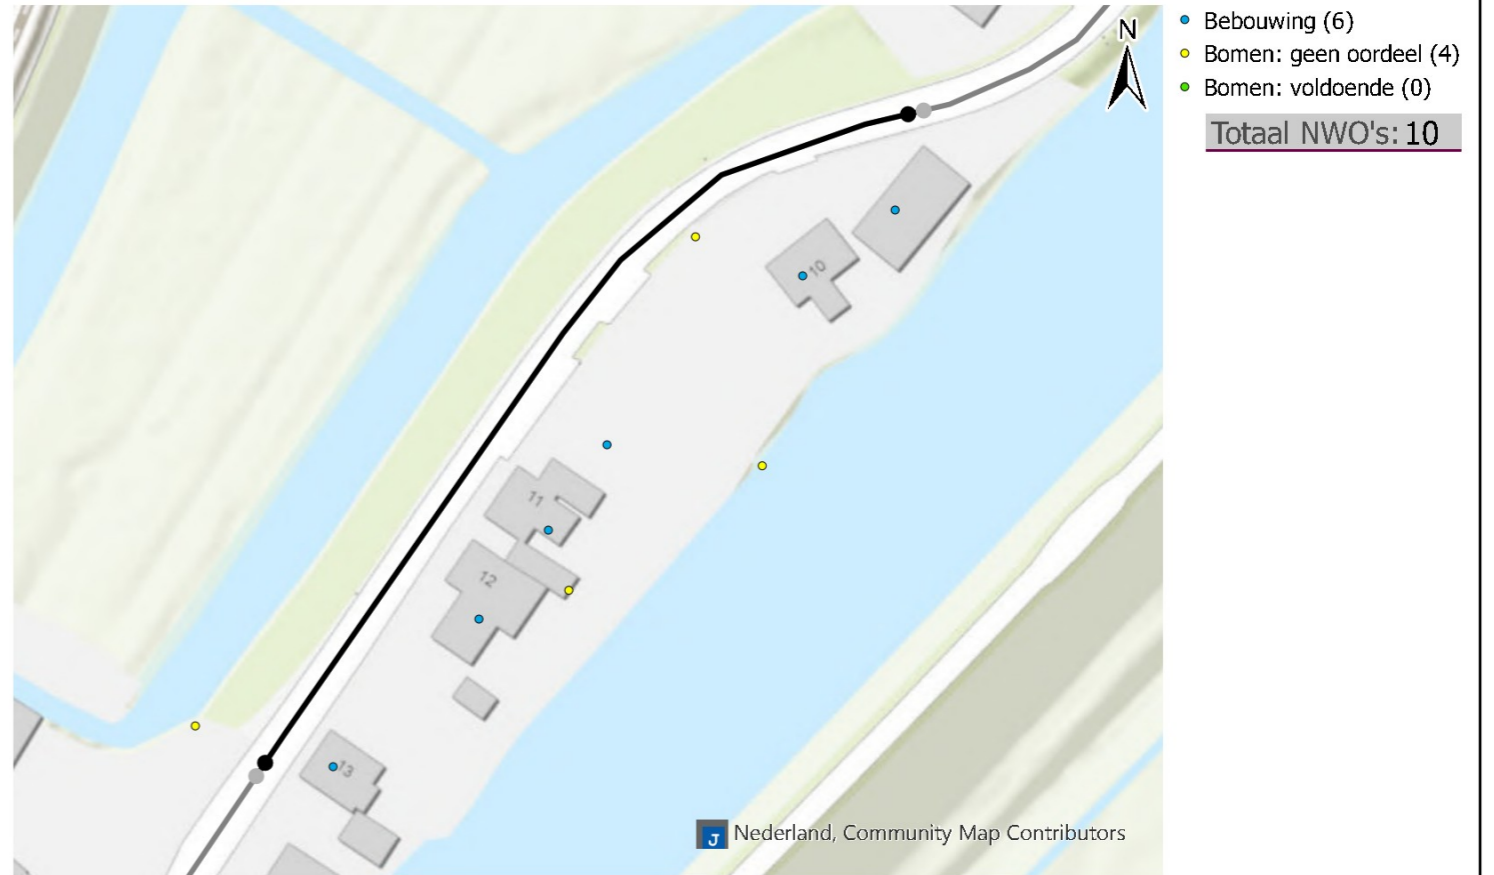 N
Bebouwing (6)
Bomen: geen oordeel (4)
Bomen: voldoende (0)
Totaal NWO's: 10
10
11
12
13
J Nederland, Community Map Contributors